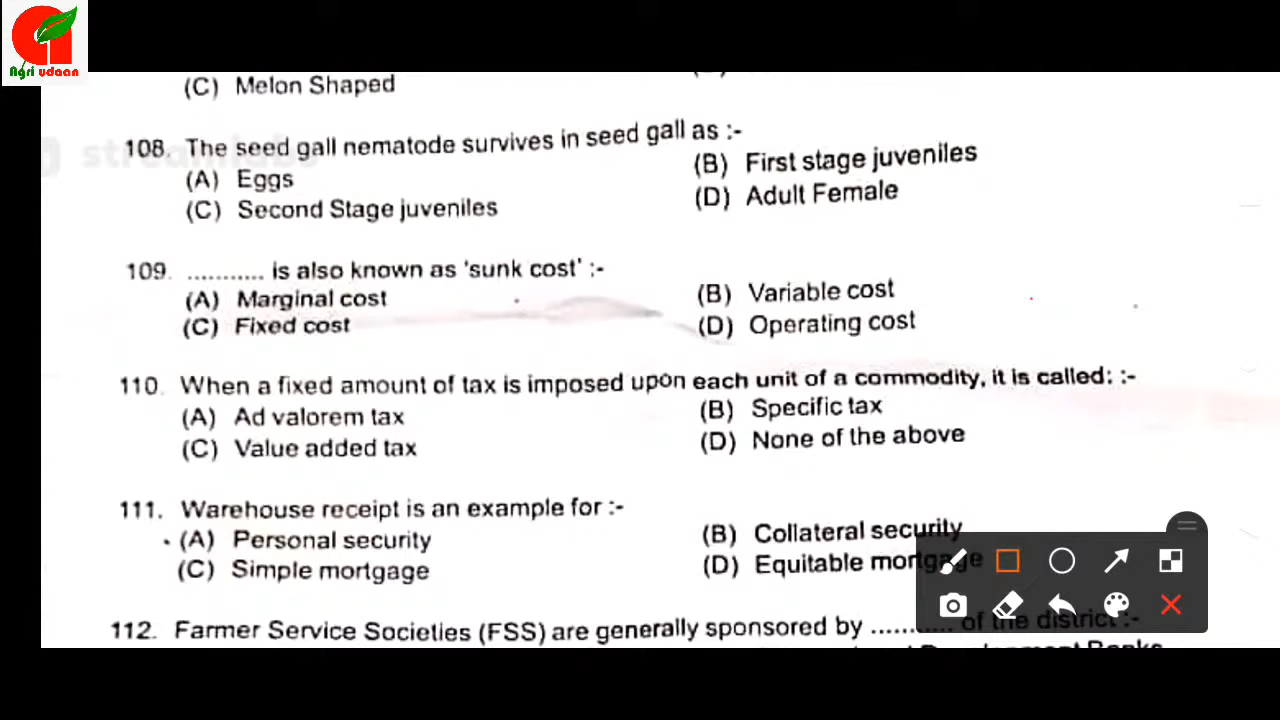 Agri udaan
(C) Melon Shaped
108. The seed gall nematode survives in seed gall as :-
(A) Eggs
(B) First stage juveniles
(C) Second Stage juveniles
(D) Adult Female
109. ........... is also known as 'sunk cost' :-
(A) Marginal cost
(B) Variable cost
(C) Fixed cost
(D) Operating cost
110. When a fixed amount of tax is imposed upon each unit of a commodity, it is called: :-
(A) Ad valorem tax
(B) Specific tax
(C) Value added tax
(D) None of the above
111. Warehouse receipt is an example for :-
(A) Personal security
(B) Collateral security
(C) Simple mortgage
(D) Equitable mortgage
112. Farmer Service Societies (FSS) are generally sponsored by ........... of the district :-